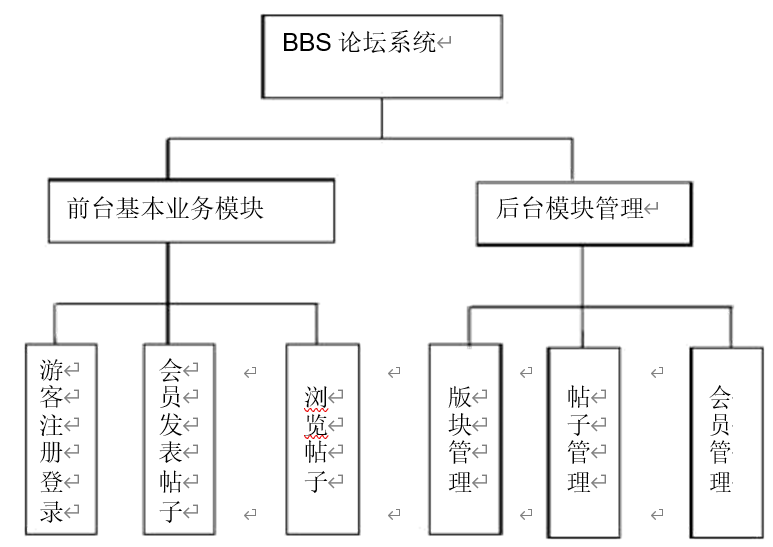 BBS 论坛系统
前台基本业务模块
后台模块管理
游客注册登录
会员发表帖子
浏览帖子
版块管理
帖子管理
会员管理